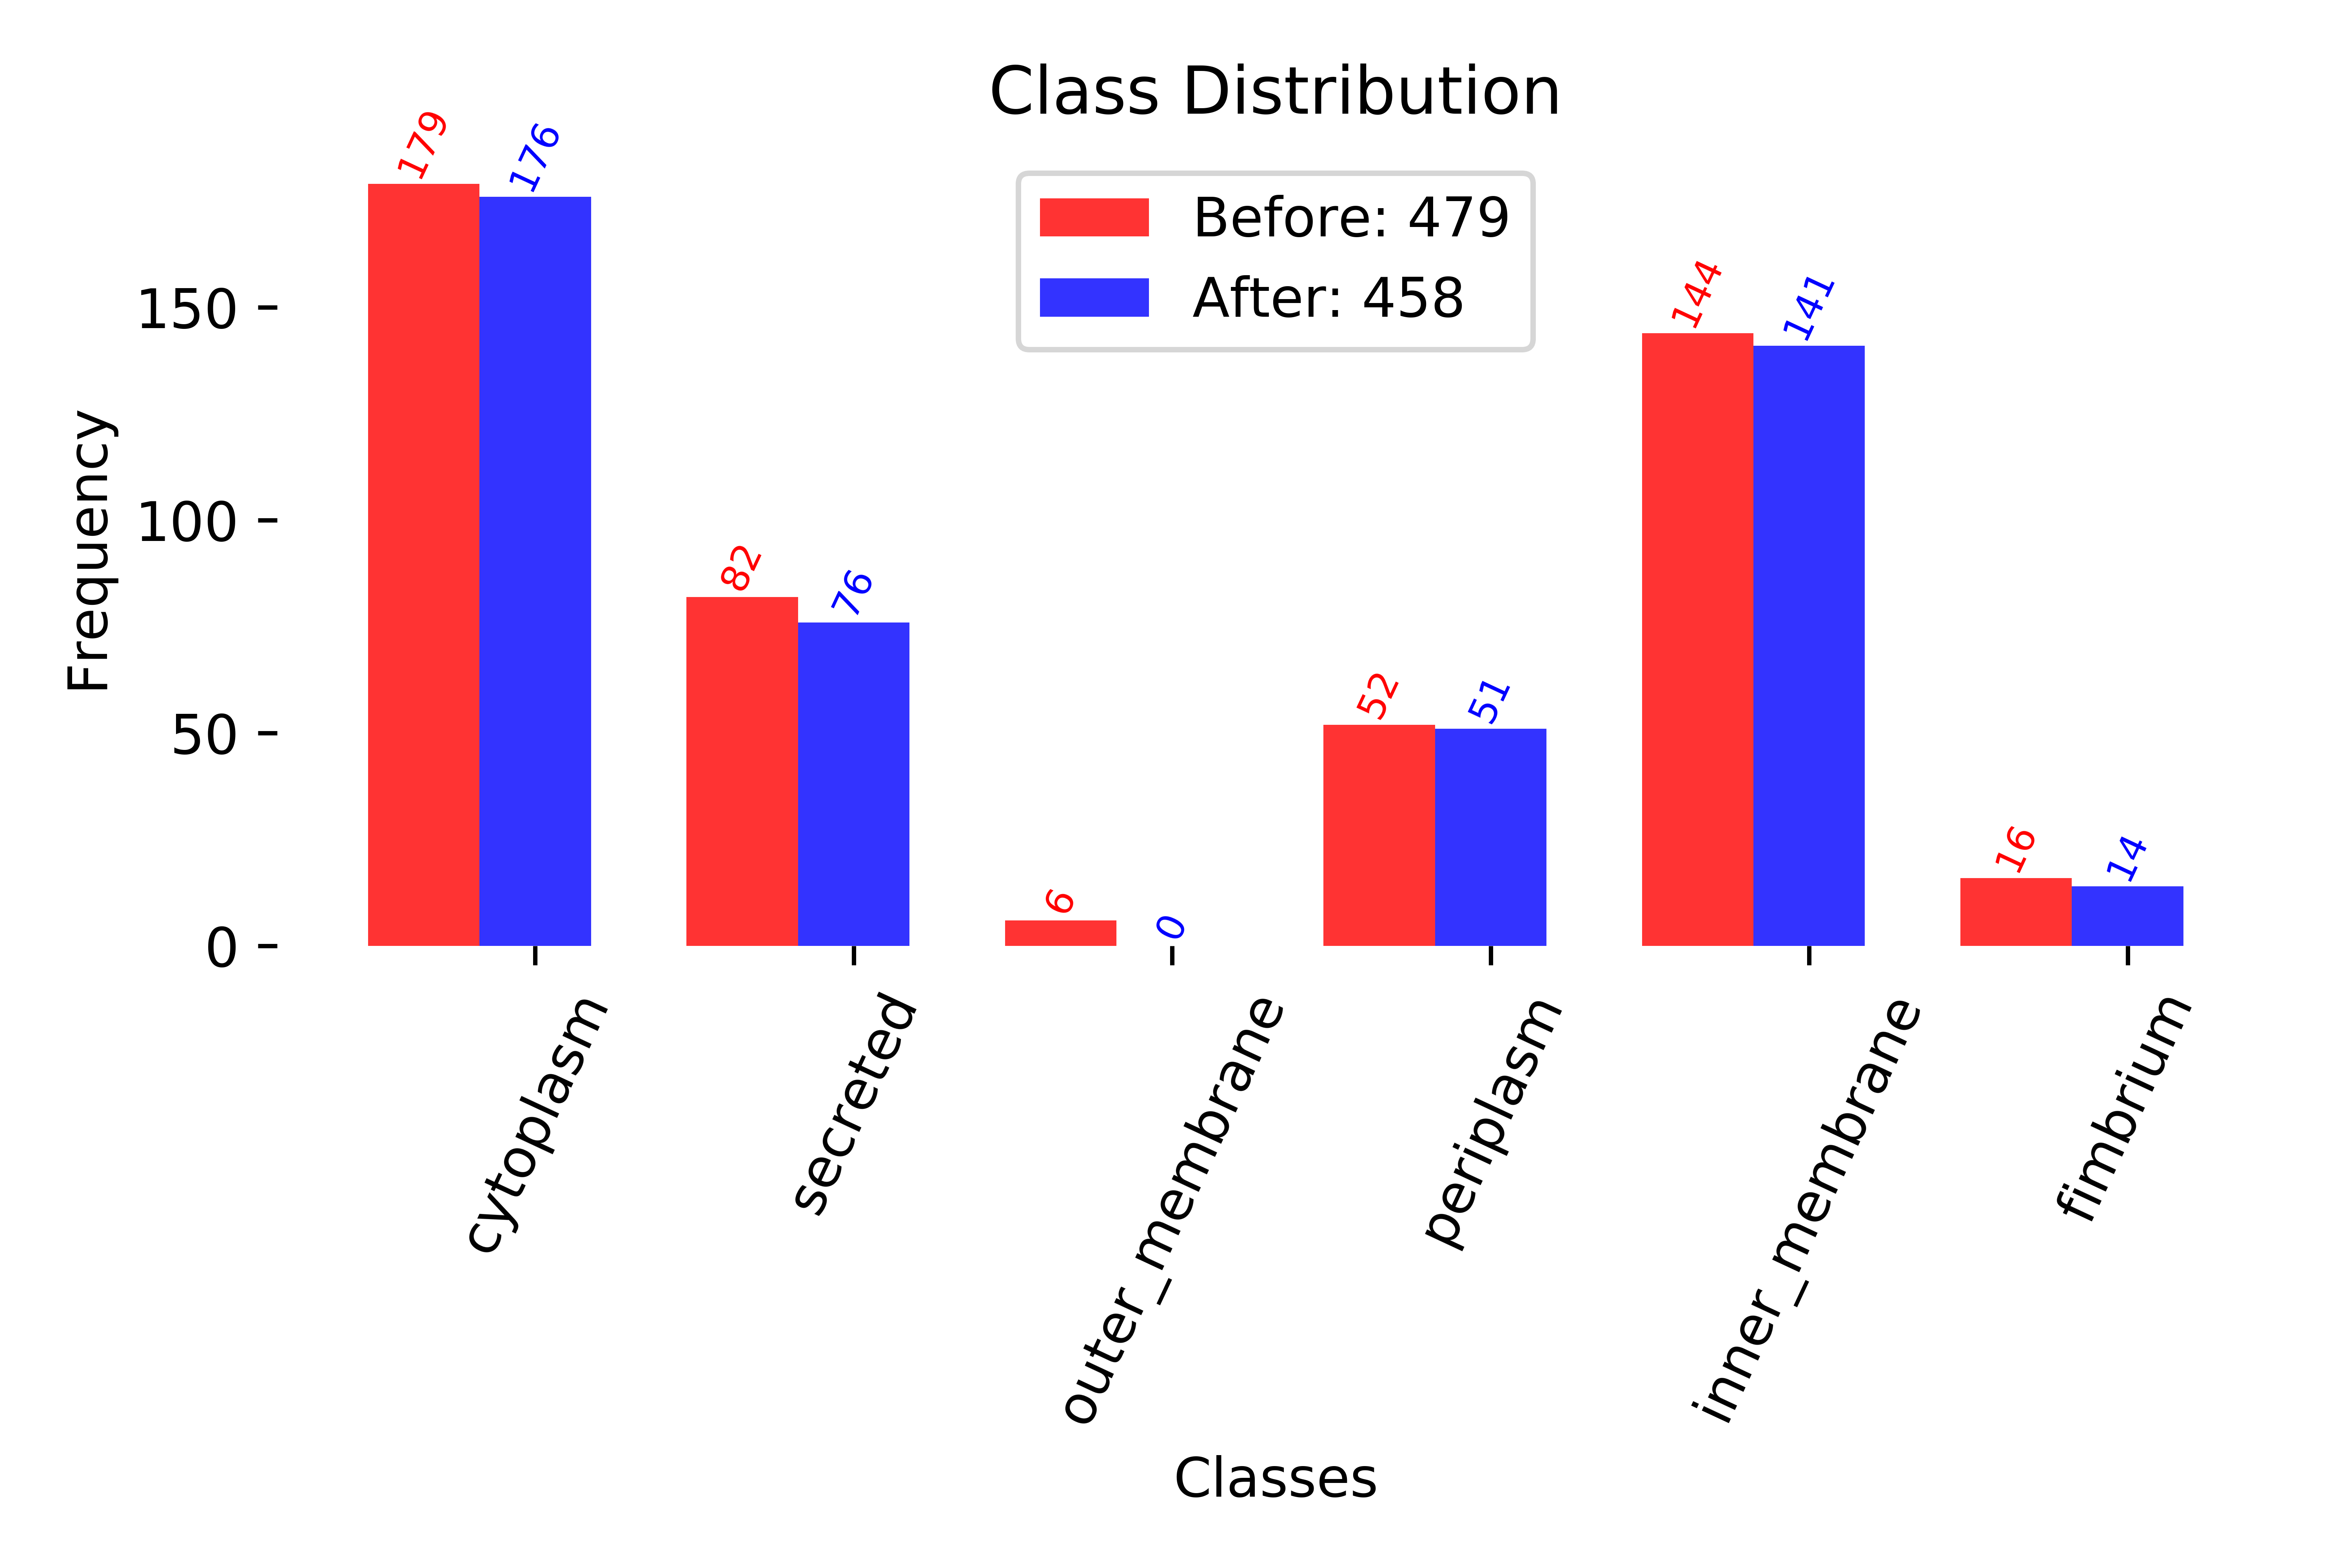 Class Distribution
Before: 479
After: 458
Frequency
150
100
50
0
179
176
82
76
6
0
52
51
144
141
16
14
cytoplasm
secreted
outer_membrane
periplasm
inner_membrane
fimbrium
Classes